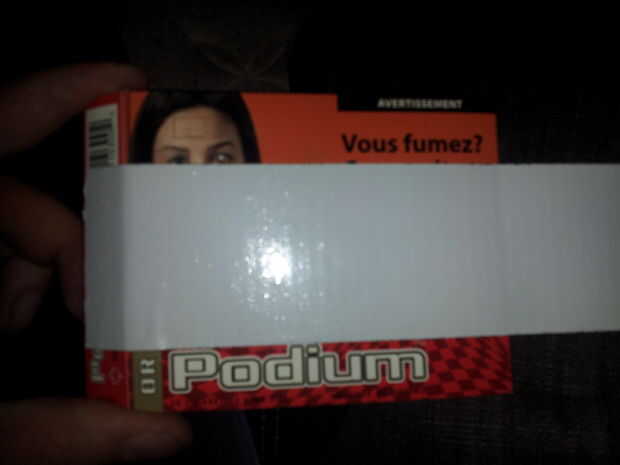 AVERTISSEMENT
Vous fumez?
OR
Podium